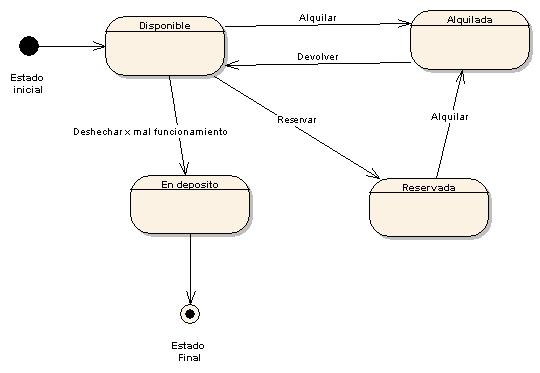 Disponible
Alquilar
Alquilada
Devolver
Estado
inicial
Deshechar x mal funcionamiento
Reservar
Alquilar
En deposito
Reservada
Estado
Final